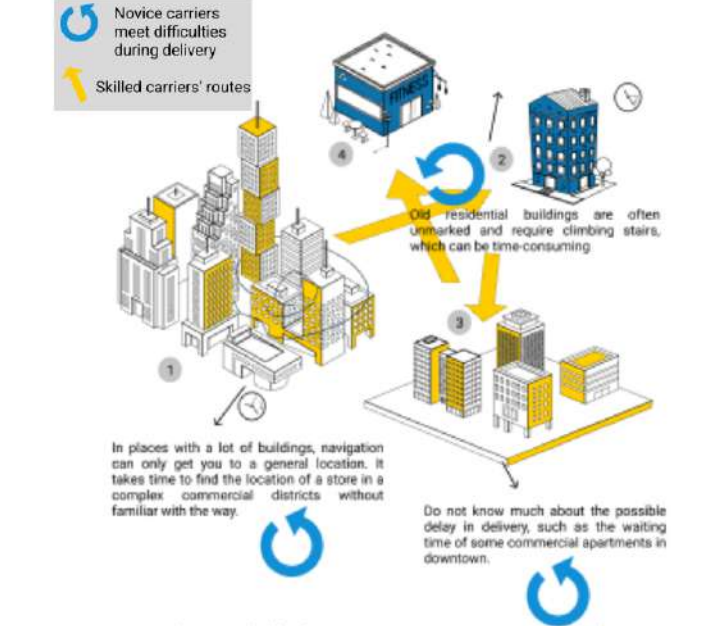 Novice carriers
meet difficulties
during delivery
Skilled carriers' routes
FITNESS
4
2
Old residential buildings are often
unmarked and require climbing stairs,
which can be time-consuming
3
1
In places with a lot of buildings, navigation
can only get you to a general location. It
takes time to find the location of a store in a
complex commercial districts without
familiar with the way.
Do not know much about the possible
delay in delivery, such as the waiting
time of some commercial apartments in
downtown.